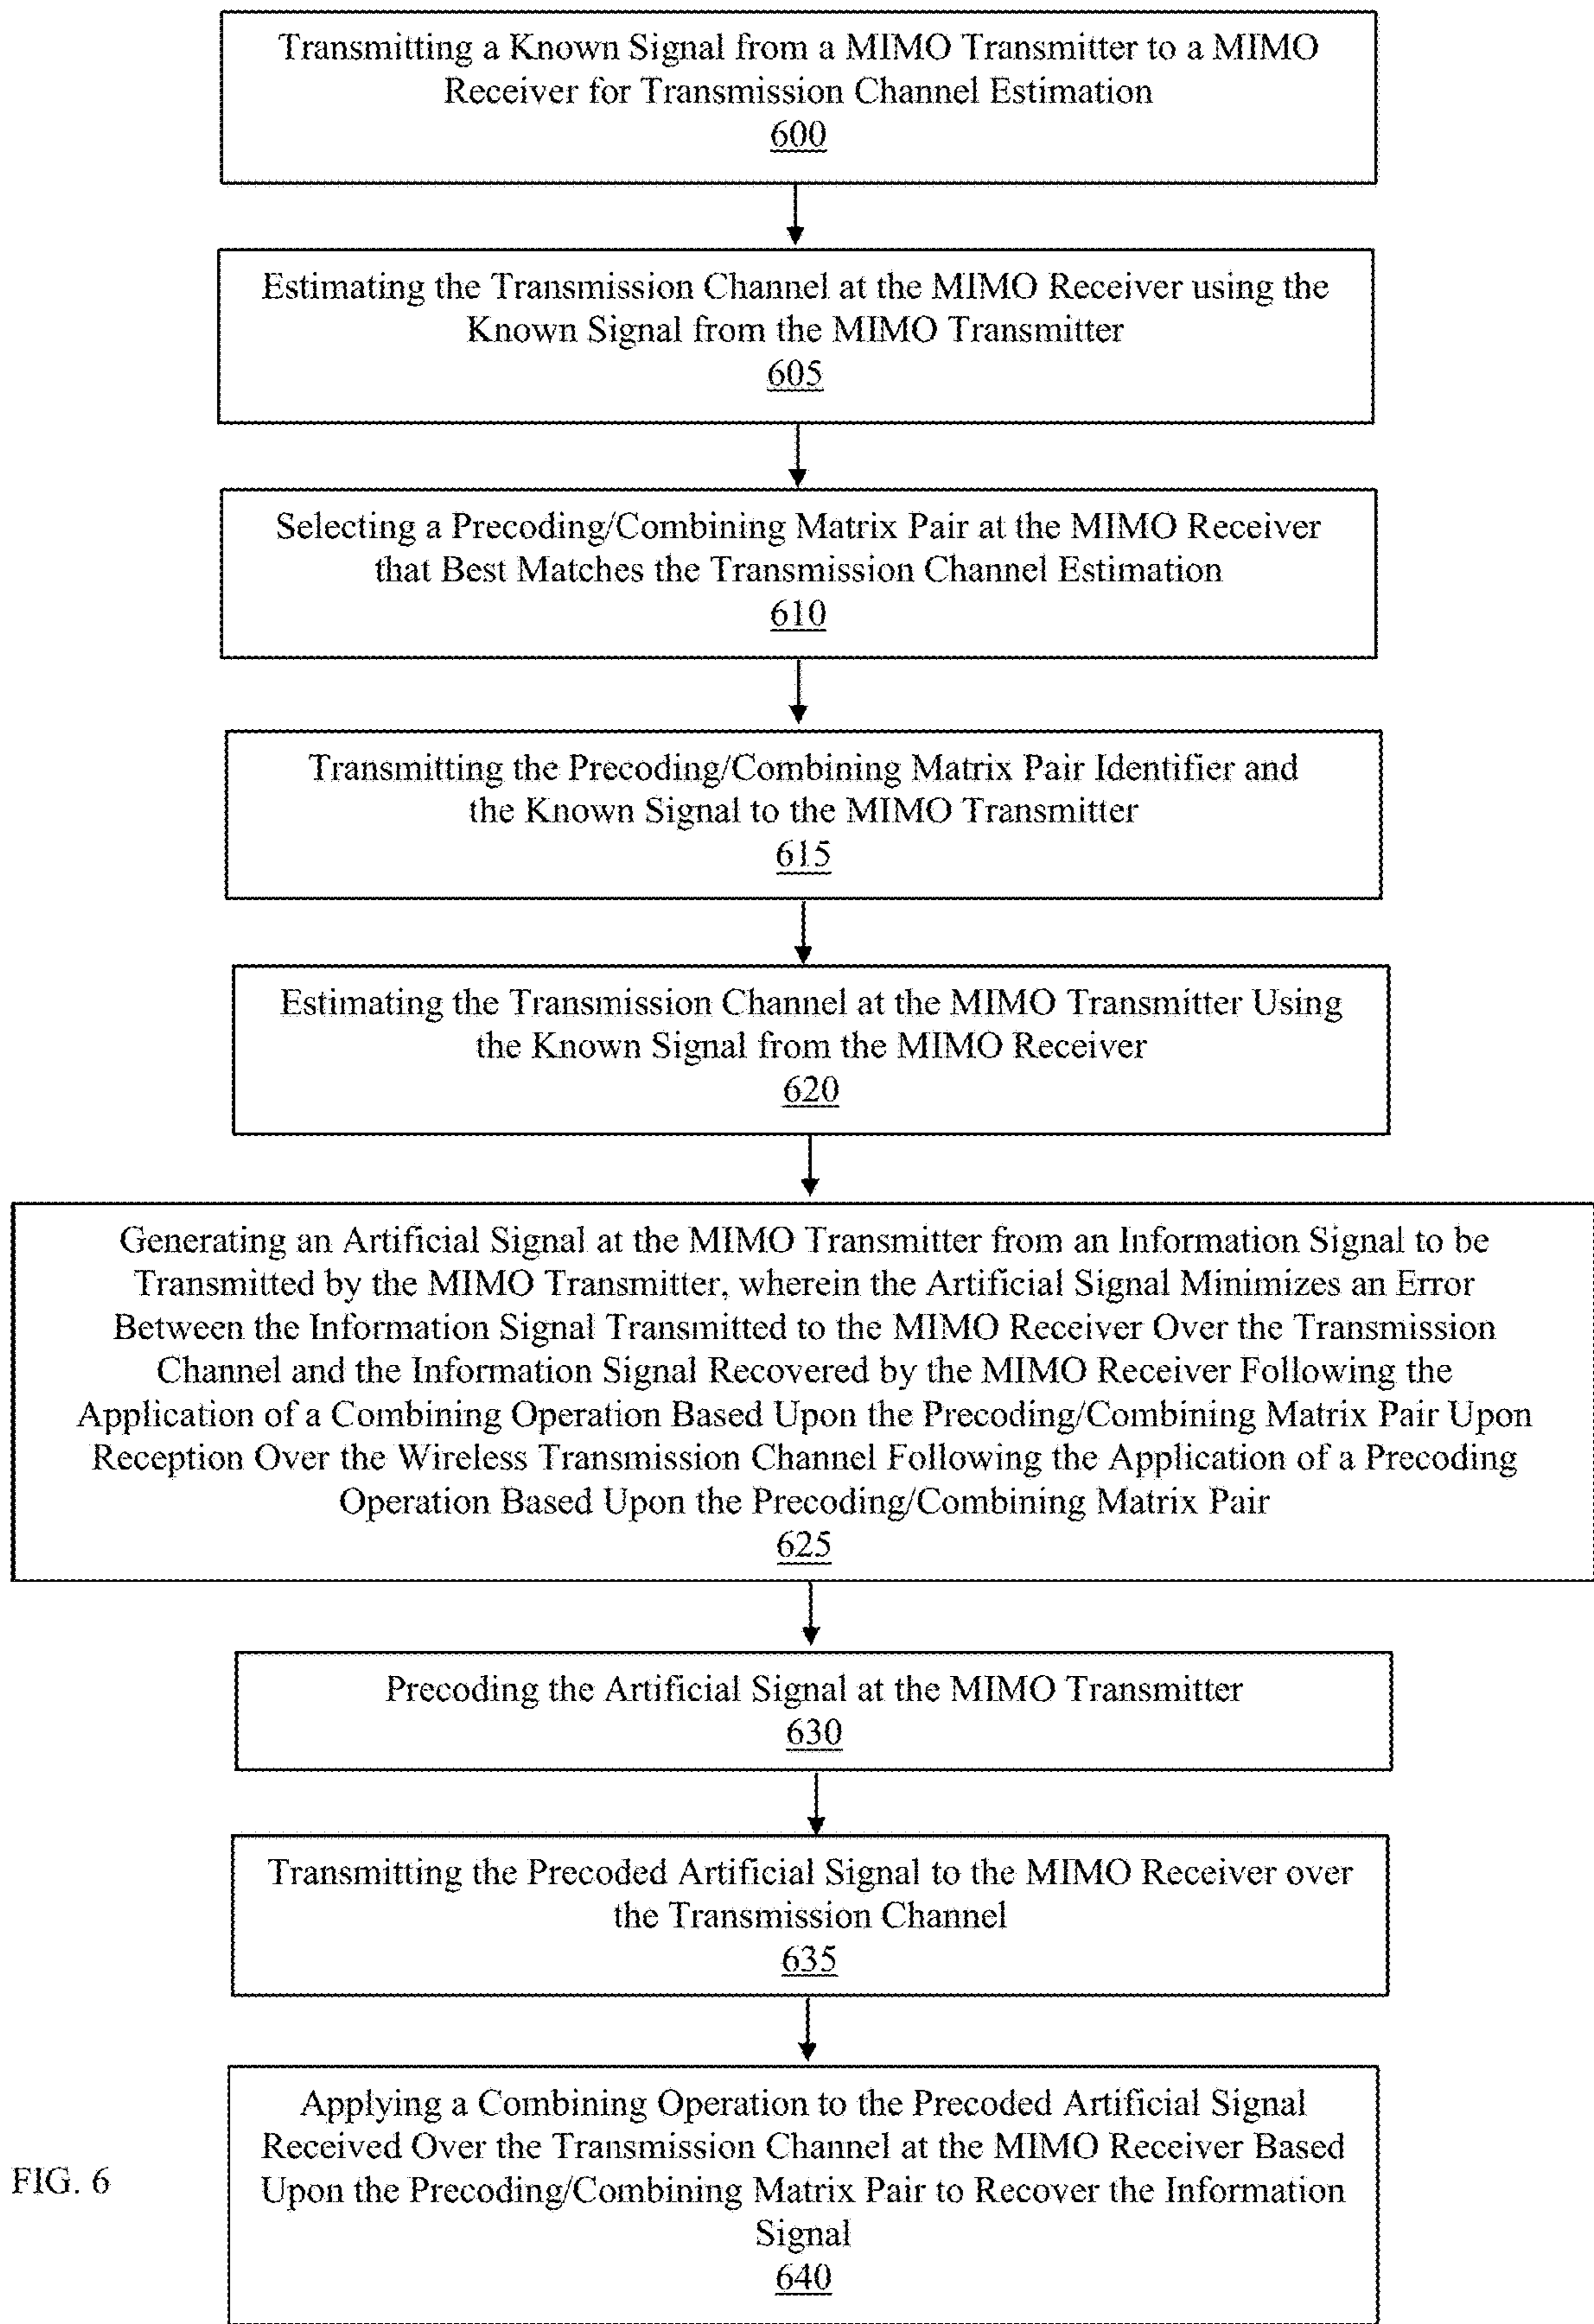 Transmitting a Known Signal from a MIMO Transmitter to a MIMO
Receiver for Transmission Channel Estimation
600
Estimating the Transmission Channel at the MIMO Receiver using the
Known Signal from the MIMO Transmitter
605
Selecting a Precoding/Combining Matrix Pair at the MIMO Receiver
that Best Matches the Transmission Channel Estimation
610
Transmitting the Precoding/Combining Matrix Pair Identifier and
the Known Signal to the MIMO Transmitter
615
Estimating the Transmission Channel at the MIMO Transmitter Using
the Known Signal from the MIMO Receiver
620
Generating an Artificial Signal at the MIMO Transmitter from an Information Signal to be
Transmitted by the MIMO Transmitter, wherein the Artificial Signal Minimizes an Error
Between the Information Signal Transmitted to the MIMO Receiver Over the Transmission
Channel and the Information Signal Recovered by the MIMO Receiver Following the
Application of a Combining Operation Based Upon the Precoding/Combining Matrix Pair Upon
Reception Over the Wireless Transmission Channel Following the Application of a Precoding
Operation Based Upon the Precoding/Combining Matrix Pair
625
Precoding the Artificial Signal at the MIMO Transmitter
630
Transmitting the Precoded Artificial Signal to the MIMO Receiver over
the Transmission Channel
635
Applying a Combining Operation to the Precoded Artificial Signal
Received Over the Transmission Channel at the MIMO Receiver Based
Upon the Precoding/Combining Matrix Pair to Recover the Information
Signal
640
FIG. 6